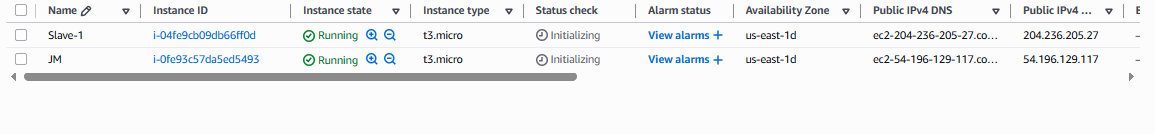 Name Instance ID Instance state Instance type Status check Alarm status Availability Zone Public IPv4 DNS Public IPv4 ... E
Slave-1 i-04fe9cb09db66ff0d Running t3.micro Initializing View alarms + us-east-1d ec2-204-236-205-27.co... 204.236.205.27 –
JM i-0fe93c57da5ed5493 Running t3.micro Initializing View alarms + us-east-1d ec2-54-196-129-117.co... 54.196.129.117 –